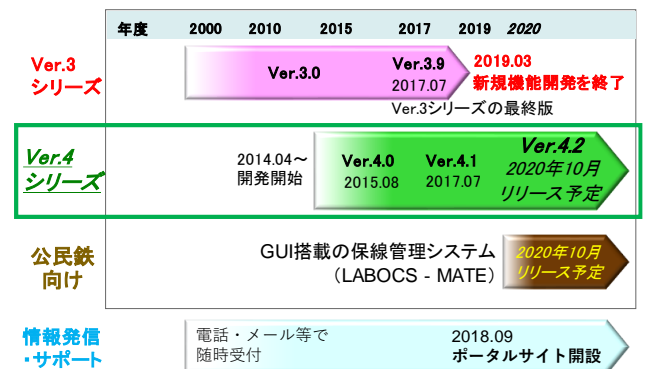 年度 2000 2010 2015 2017 2019 2020
Ver.3
シリーズ
Ver.3.0
Ver.3.9
2017.07
2019.03
新規機能開発を終了
Ver.3シリーズの最終版
Ver.4
シリーズ
2014.04～
開発開始
Ver.4.0
2015.08
Ver.4.1
2017.07
Ver.4.2
2020年10月
リリース予定
公民鉄
向け
GUI搭載の保線管理システム
（LABOCS - MATE）
2020年10月
リリース予定
情報発信
・サポート
電話・メール等で
随時受付
2018.09
ポータルサイト開設